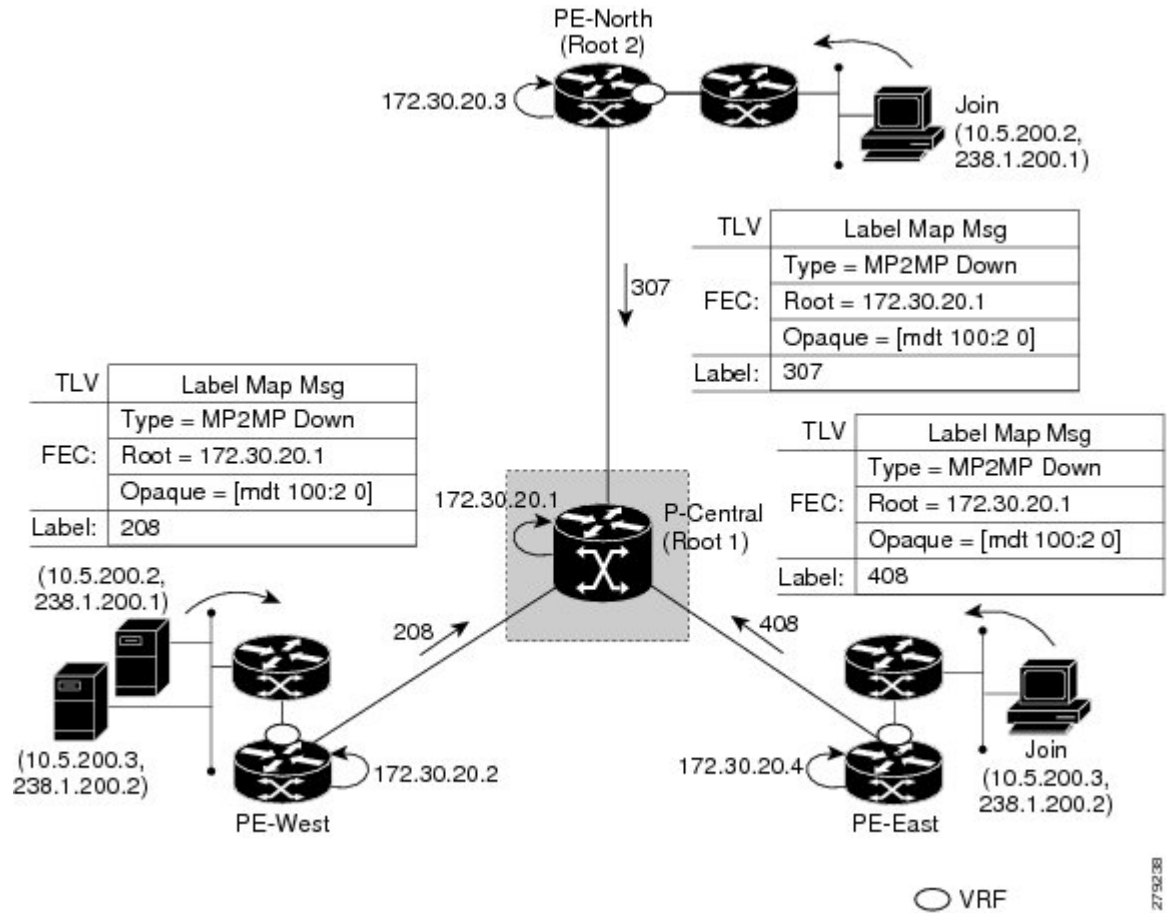 PE-North
(Root 2)
172.30.20.3
Join
(10.5.200.2,
238.1.200.1)
TLV Label Map Msg
Type = MP2MP Down
FEC: Root = 172.30.20.1
Opaque = [mdt 100:2 0]
Label: 307
307
TLV Label Map Msg
Type = MP2MP Down
FEC: Root = 172.30.20.1
Opaque = [mdt 100:2 0]
Label: 208
TLV Label Map Msg
Type = MP2MP Down
FEC: Root = 172.30.20.1
Opaque = [mdt 100:2 0]
Label: 408
172.30.20.1
P-Central
(Root 1)
(10.5.200.2,
238.1.200.1)
208
408
(10.5.200.3,
238.1.200.2)
172.30.20.2
PE-West
172.30.20.4
PE-East
Join
(10.5.200.3,
238.1.200.2)
VRF
279238